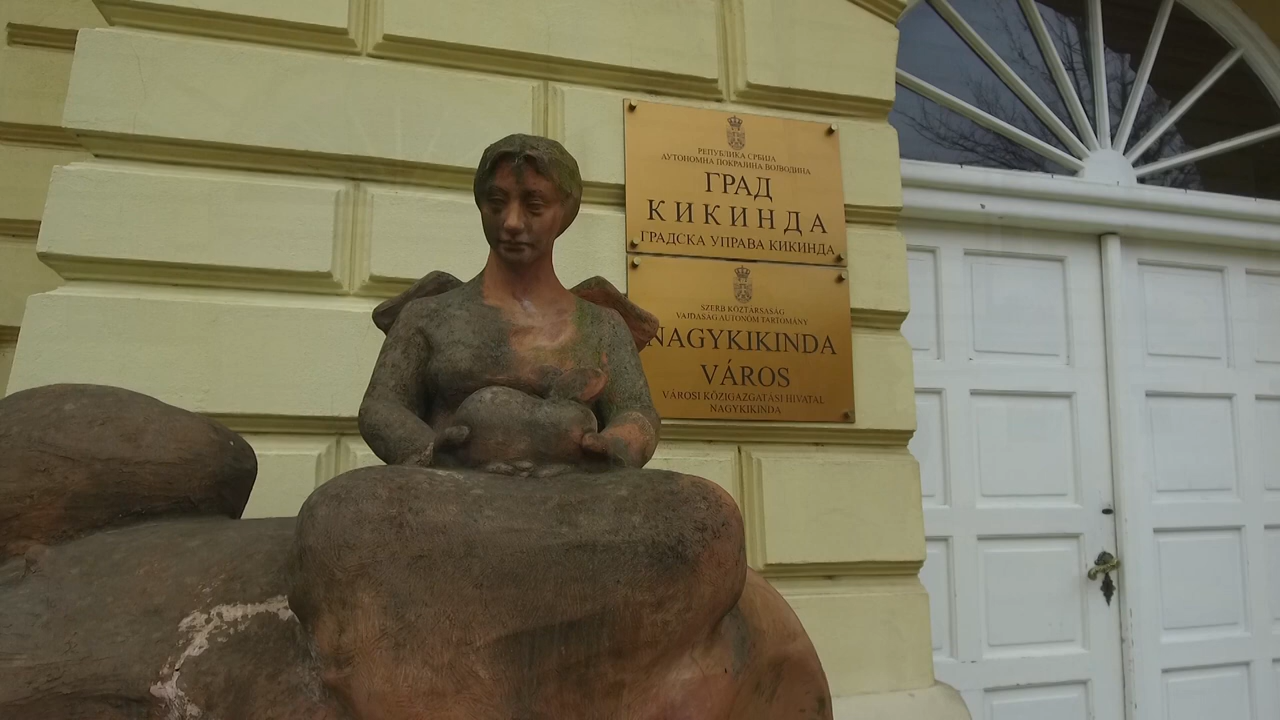 РЕПУБЛИКА СРБИЈА
АУТОНОМНА ПОКРАЈИНА ВОЈВОДИНА
ГРАД
КИКИНДА
ГРАДСКА УПРАВА КИКИНДА
SZERB KÖZTÁRSASÁG
VAJDASÁG AUTONÓM TARTOMÁNY
NAGYKIKINDA
VÁROS
VÁROSI KÖZIGAZGATÁSI HIVATAL
NAGYKIKINDA